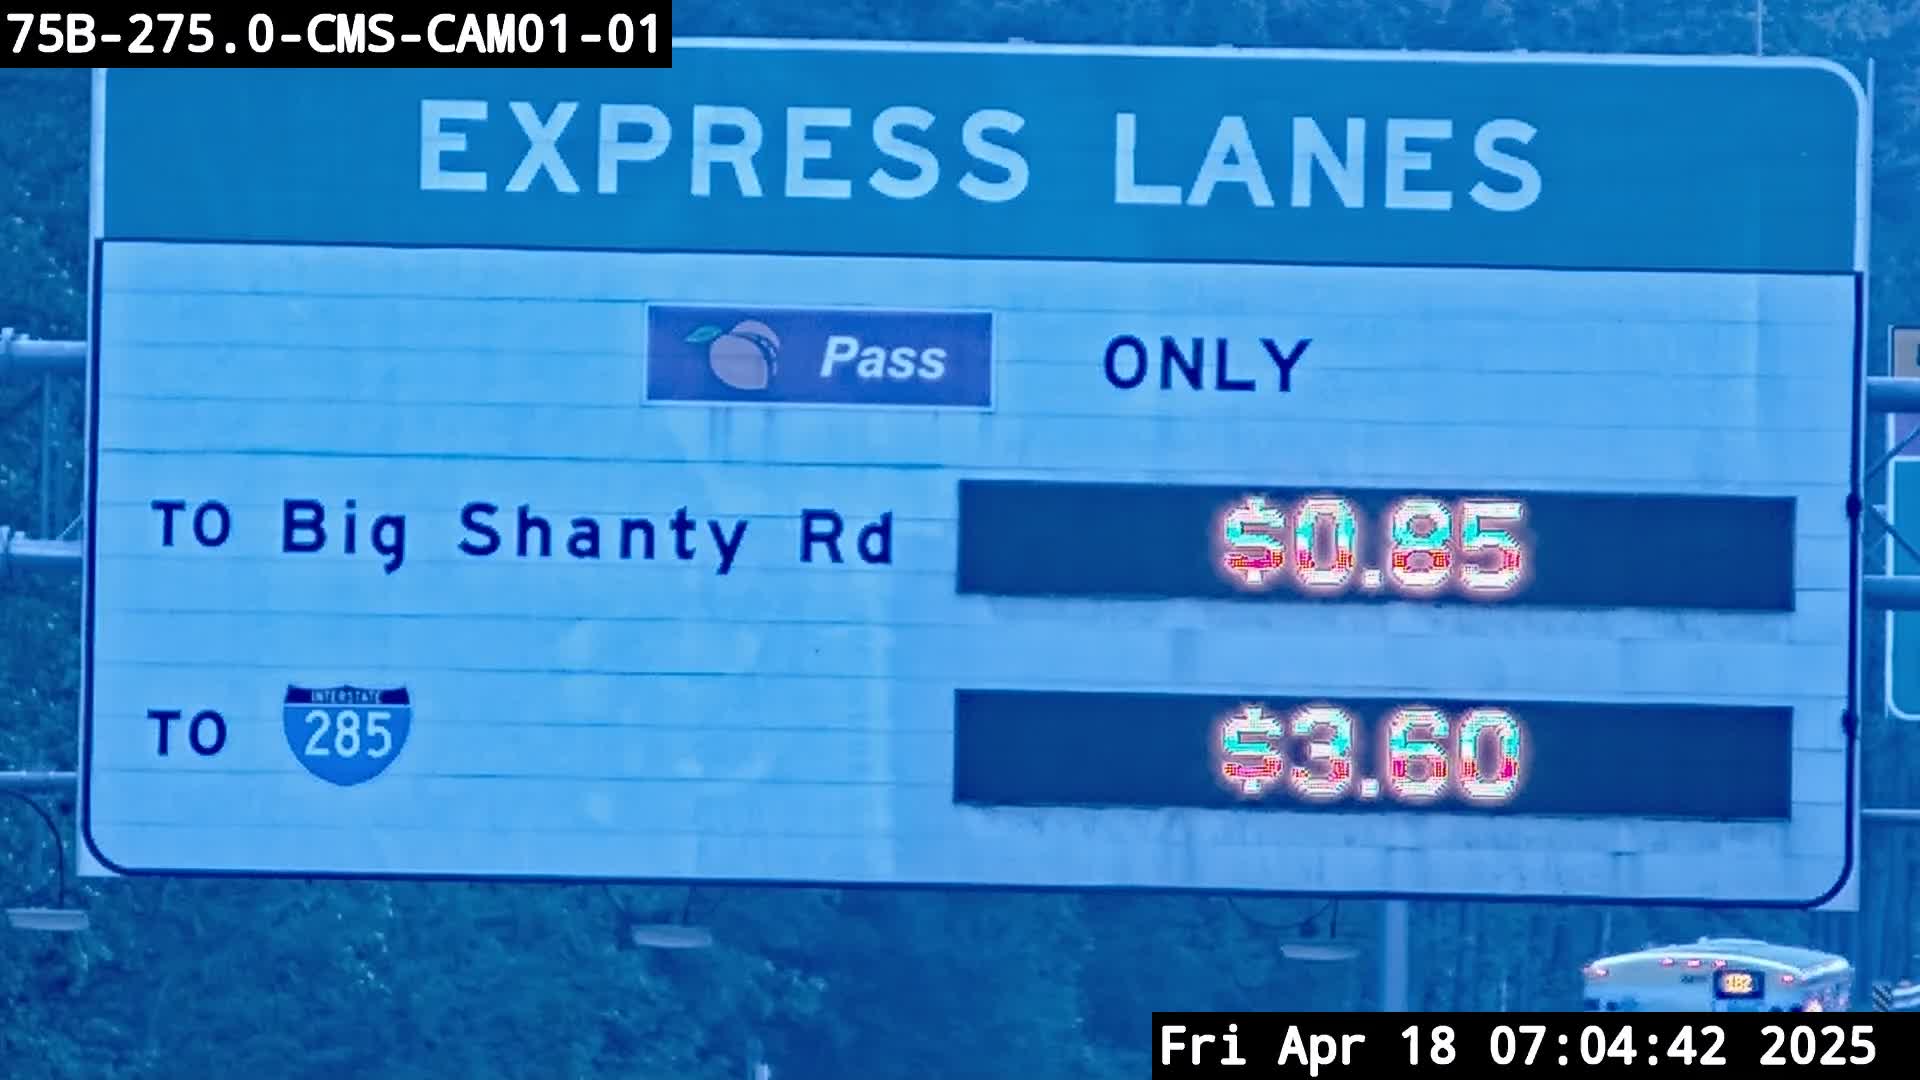 75B-275.0-CMS-CAM01-01
EXPRESS LANES
Pass ONLY
TO Big Shanty Rd $0.85
TO INTERSTATE 285 $3.60
182
Fri Apr 18 07:04:42 2025